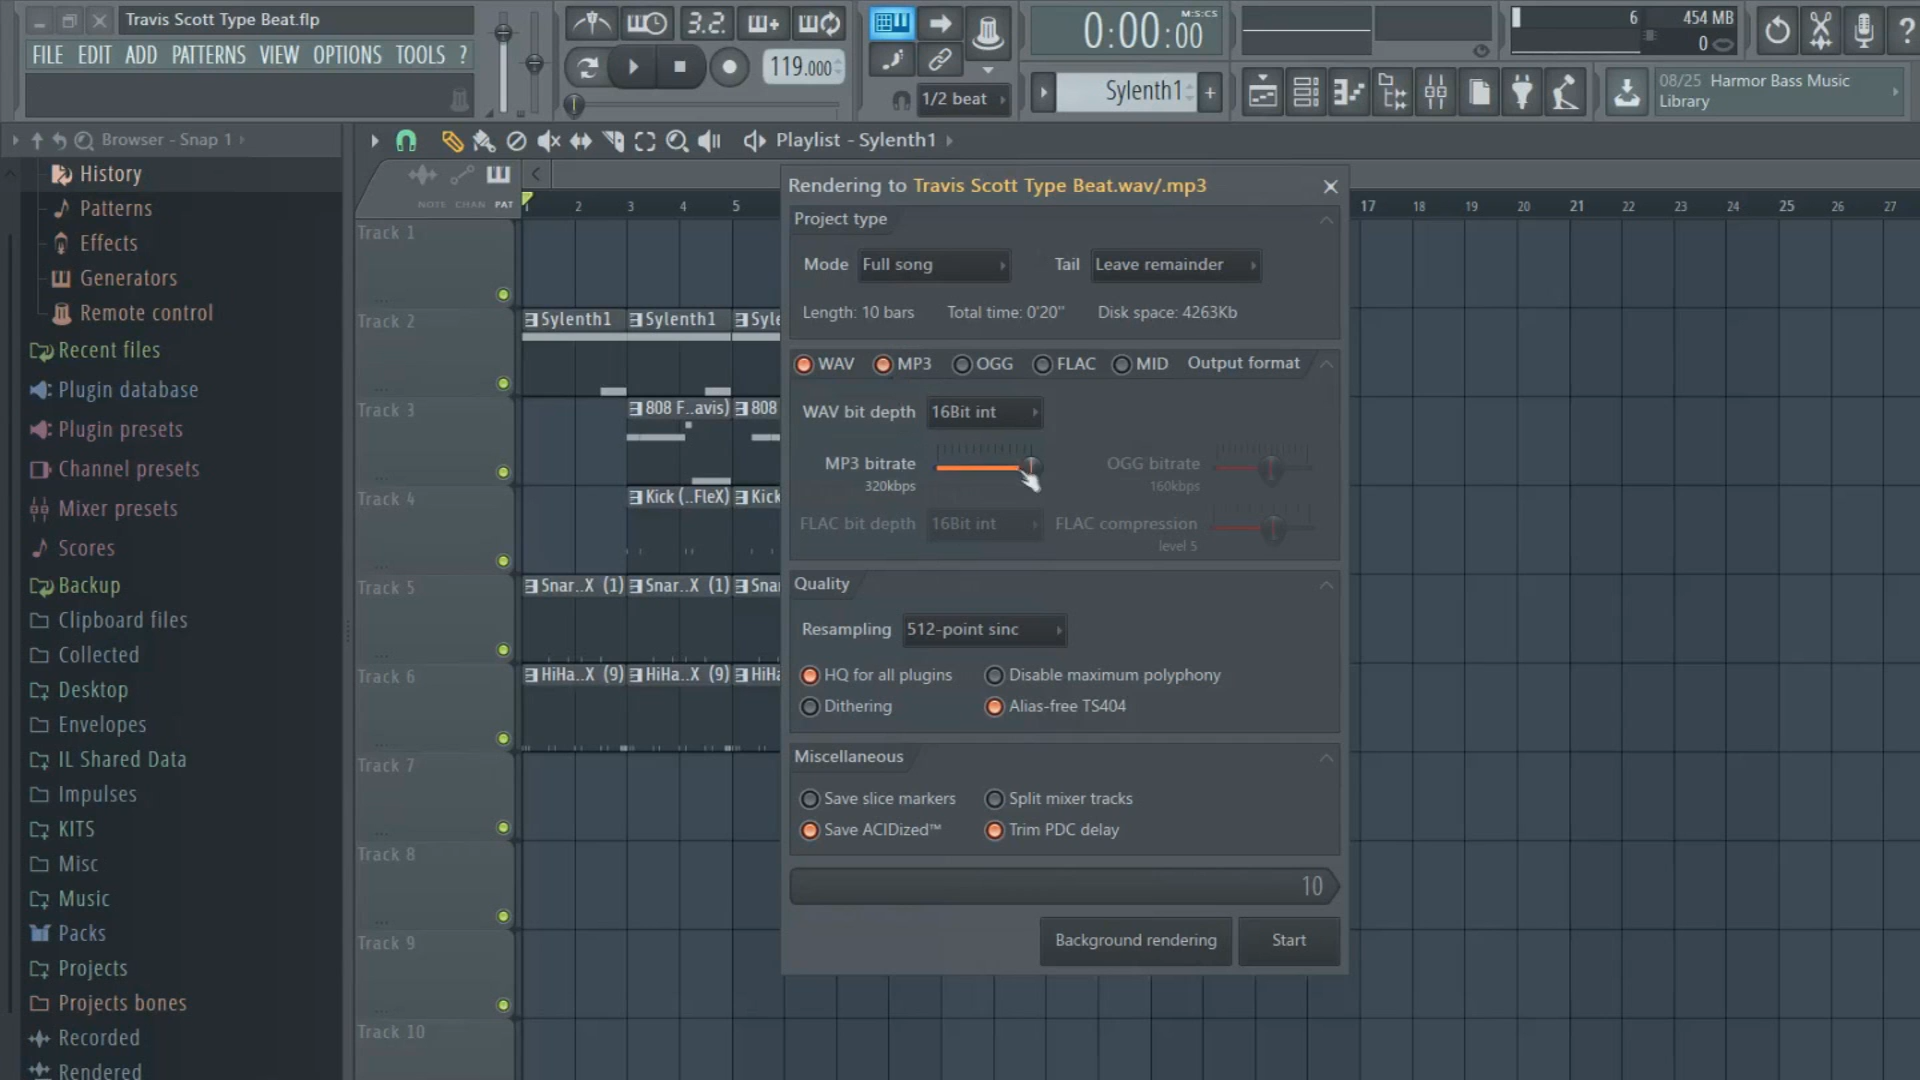 Travis Scott Type Beat.flp
FILE EDIT ADD PATTERNS VIEW OPTIONS TOOLS ?
3.2.
119.000
1/2 beat
0:00:00
M:S:CS
Sylenth1
6
454 MB
0
08/25 Harmor Bass Music
Library
Browser - Snap 1
History
Patterns
Effects
Generators
Remote control
Recent files
Plugin database
Plugin presets
Channel presets
Mixer presets
Scores
Backup
Clipboard files
Collected
Desktop
Envelopes
IL Shared Data
Impulses
KITS
Misc
Music
Packs
Projects
Projects bones
Recorded
Rendered
Playlist - Sylenth1
NOTE CHAN PAT
1 2 3 4 5
17 18 19 20 21 22 23 24 25 26 27
Track 1
Track 2
Sylenth1 Sylenth1 Syle
Track 3
808 F..avis) 808
Track 4
Kick (..FleX) Kick
Track 5
Snar..X (1) Snar..X (1) Snar
Track 6
HiHa..X (9) HiHa..X (9) HiHa
Track 7
Track 8
Track 9
Track 10
Rendering to Travis Scott Type Beat.wav/.mp3
Project type
Mode Full song Tail Leave remainder
Length: 10 bars Total time: 0'20" Disk space: 4263Kb
WAV MP3 OGG FLAC MID Output format
WAV bit depth 16Bit int
MP3 bitrate
320kbps
OGG bitrate
160kbps
FLAC bit depth 16Bit int FLAC compression
level 5
Quality
Resampling 512-point sinc
HQ for all plugins Disable maximum polyphony
Dithering Alias-free TS404
Miscellaneous
Save slice markers Split mixer tracks
Save ACIDized™ Trim PDC delay
10
Background rendering Start